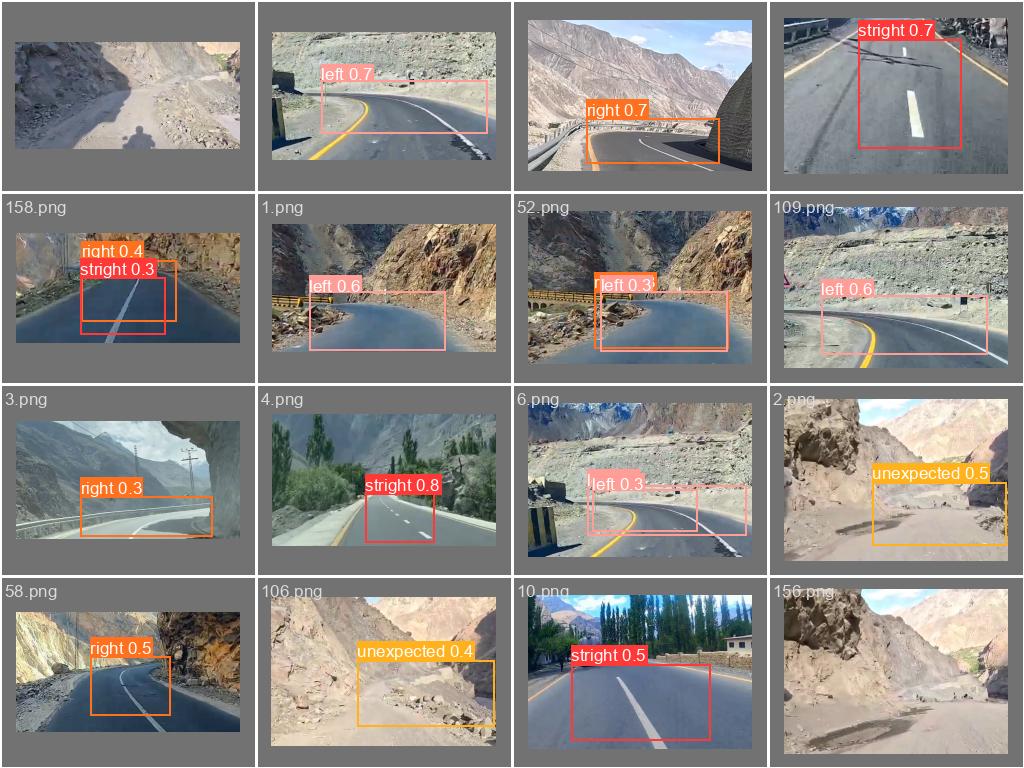 left 0.7
right 0.7
stright 0.7
158.png
1.png
52.png
109.png
right 0.4
stright 0.3
left 0.6
left 0.3
left 0.6
3.png
4.png
6.png
2.png
right 0.3
stright 0.8
left 0.3
unexpected 0.5
58.png
106.png
10.png
156.png
right 0.5
unexpected 0.4
stright 0.5